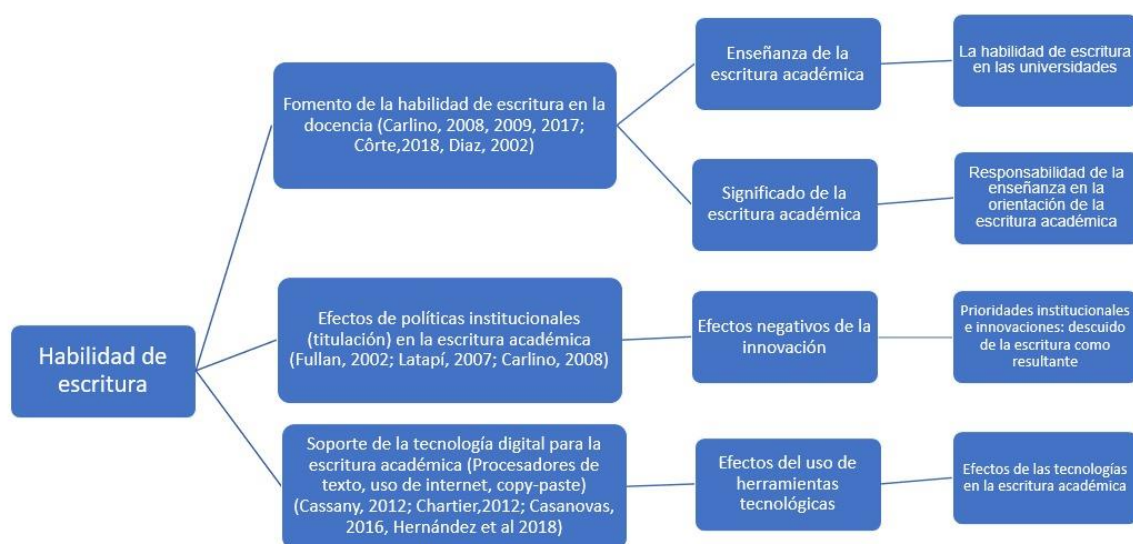 Habilidad de
escritura
Fomento de la habilidad de escritura en la
docencia (Carlino, 2008, 2009, 2017;
Côrte,2018, Diaz, 2002)
Enseñanza de la
escritura académica
La habilidad de escritura
en las universidades
Significado de la
escritura académica
Responsabilidad de la
enseñanza en la
orientación de la
escritura académica
Efectos de políticas institucionales
(titulación) en la escritura académica
(Fullan, 2002; Latapí, 2007; Carlino, 2008)
Efectos negativos de la
innovación
Prioridades institucionales
e innovaciones: descuido
de la escritura como
resultante
Soporte de la tecnología digital para la
escritura académica (Procesadores de
texto, uso de internet, copy-paste)
(Cassany, 2012; Chartier,2012; Casanovas,
2016, Hernández et al 2018)
Efectos del uso de
herramientas
tecnológicas
Efectos de las tecnologías
en la escritura académica